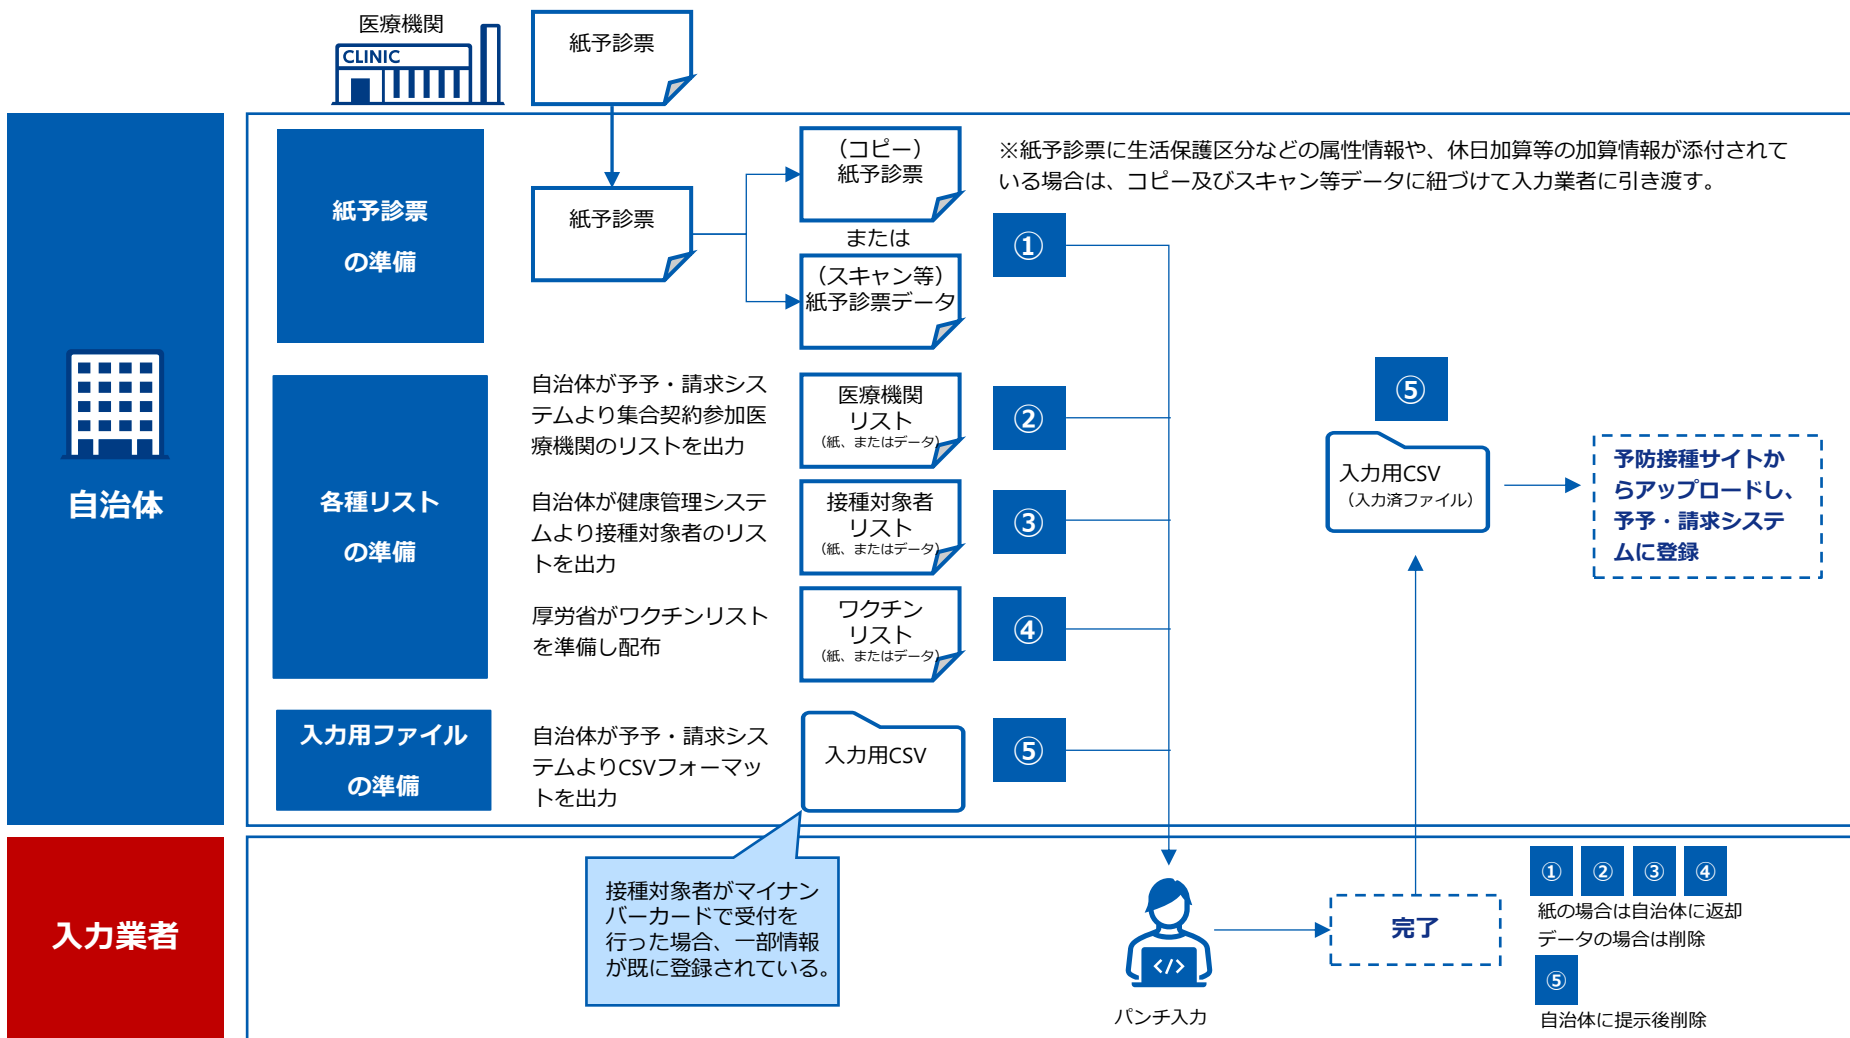 医療機関
CLINIC
紙予診票
自治体
紙予診票
の準備
紙予診票
（コピー）
紙予診票
または
（スキャン等）
紙予診票データ
※紙予診票に生活保護区分などの属性情報や、休日加算等の加算情報が添付されて
いる場合は、コピー及びスキャン等データに紐づけて入力業者に引き渡す。
①
各種リスト
の準備
自治体が予予・請求シス
テムより集合契約参加医
療機関のリストを出力
医療機関
リスト
（紙、またはデータ）
②
自治体が健康管理システ
ムより接種対象者のリス
トを出力
接種対象者
リスト
（紙、またはデータ）
③
厚労省がワクチンリスト
を準備し配布
ワクチン
リスト
（紙、またはデータ）
④
入力用ファイル
の準備
自治体が予予・請求シス
テムよりCSVフォーマッ
トを出力
入力用CSV
⑤
⑤
入力用CSV
（入力済ファイル）
予防接種サイトか
らアップロードし、
予予・請求システ
ムに登録
入力業者
接種対象者がマイナン
バーカードで受付を
行った場合、一部情報
が既に登録されている。
</>
パンチ入力
完了
① ② ③ ④
紙の場合は自治体に返却
データの場合は削除
⑤
自治体に提示後削除